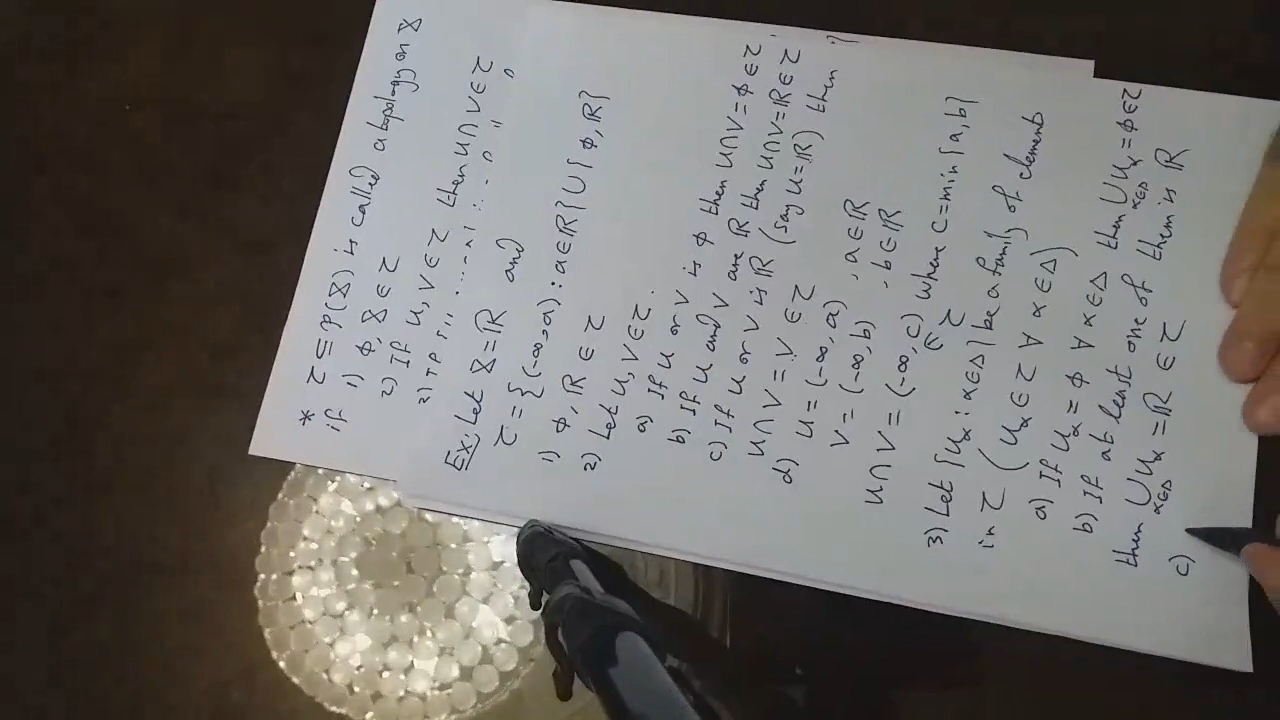 * τ ⊆ P(X) is called a topology on X
if 1) ϕ, X ∈ τ
2) If U, V ∈ τ then U∩V ∈ τ
Ex: Let X = ℝ and
τ = {(-∞, a) : a ∈ ℝ} ∪ {ϕ, ℝ}
1) ϕ, ℝ ∈ τ
2) Let U, V ∈ τ.
a) If U or V is ϕ then U∩V = ϕ ∈ τ
b) If U and V are ℝ then U∩V = ℝ ∈ τ
c) If U or V is ℝ (say U = ℝ) then
U∩V = V ∈ τ
d) U = (-∞, a) , a ∈ ℝ
V = (-∞, b) , b ∈ ℝ
U∩V = (-∞, c) where c = min{a, b}
∈ τ
3) Let {Uα : α ∈ Δ} be a family of elements
in τ (Uα ∈ τ ∀ α ∈ Δ)
a) If Uα = ϕ ∀ α ∈ Δ then ∪ Uα = ϕ ∈ τ
α∈Δ
b) If at least one of them is ℝ
then ∪ Uα = ℝ ∈ τ
α∈Δ
c)